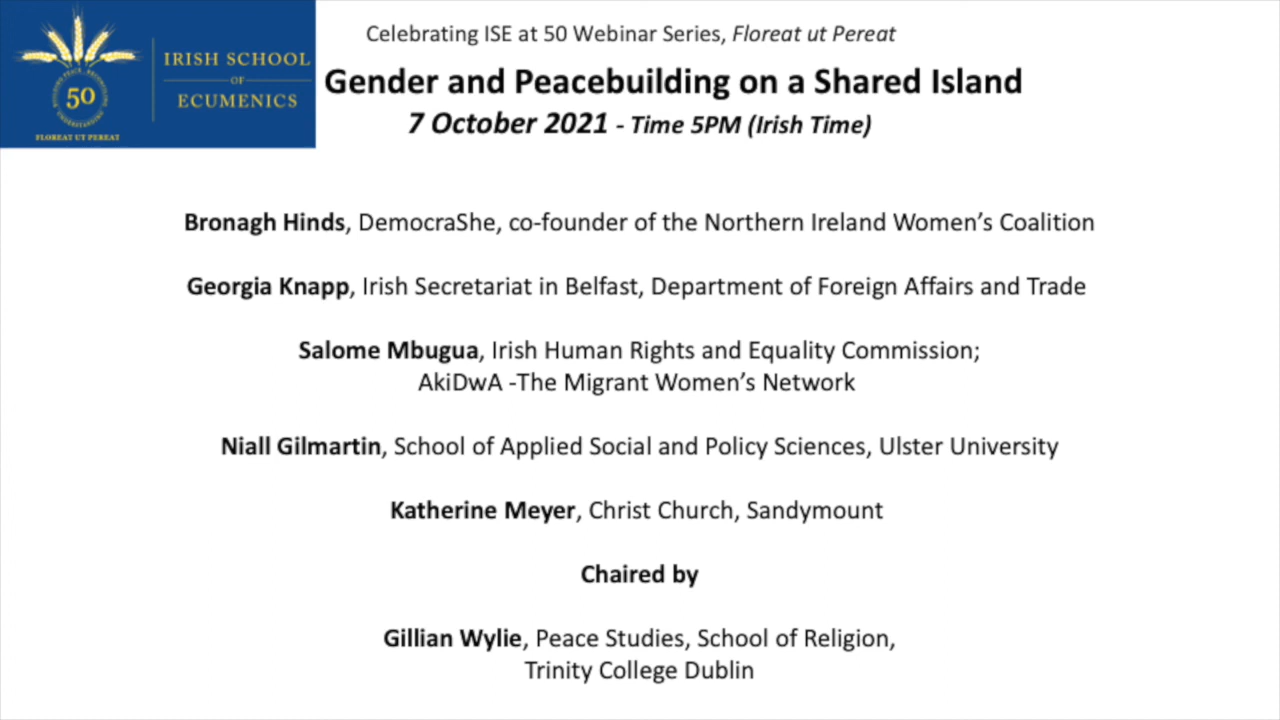 Celebrating ISE at 50 Webinar Series, Floreat ut Pereat
IRISH SCHOOL
OF
ECUMENICS
50
FLOREAT UT PEREAT
Gender and Peacebuilding on a Shared Island
7 October 2021 - Time 5PM (Irish Time)
Bronagh Hinds, DemocraShe, co-founder of the Northern Ireland Women’s Coalition
Georgia Knapp, Irish Secretariat in Belfast, Department of Foreign Affairs and Trade
Salome Mbugua, Irish Human Rights and Equality Commission;
AkiDwA -The Migrant Women’s Network
Niall Gilmartin, School of Applied Social and Policy Sciences, Ulster University
Katherine Meyer, Christ Church, Sandymount
Chaired by
Gillian Wylie, Peace Studies, School of Religion,
Trinity College Dublin